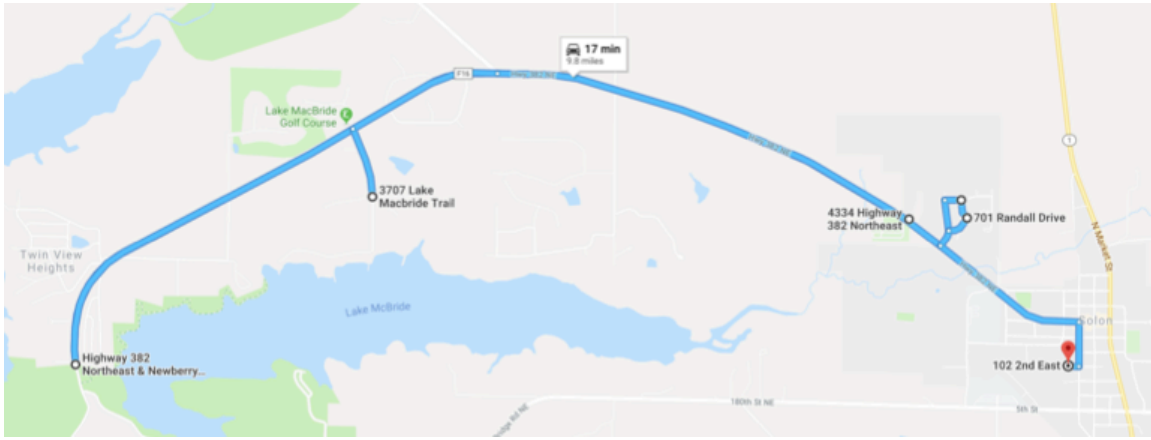 17 min
9.8 miles
F16
Lake MacBride
Golf Course
3707 Lake
Macbride Trail
1
4334 Highway
382 Northeast
701 Randall Drive
N Market St
Twin View
Heights
Lake McBride
Solon
Highway 382
Northeast & Newberry...
102 2nd East
180th St NE
5th St
Rd NE